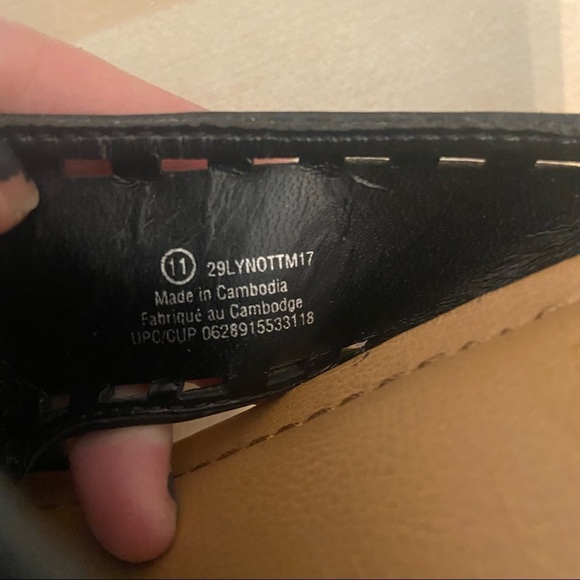 11 29LYNOTTM17
Made in Cambodia
Fabriqué au Cambodge
UPC/CUP 0628915533118